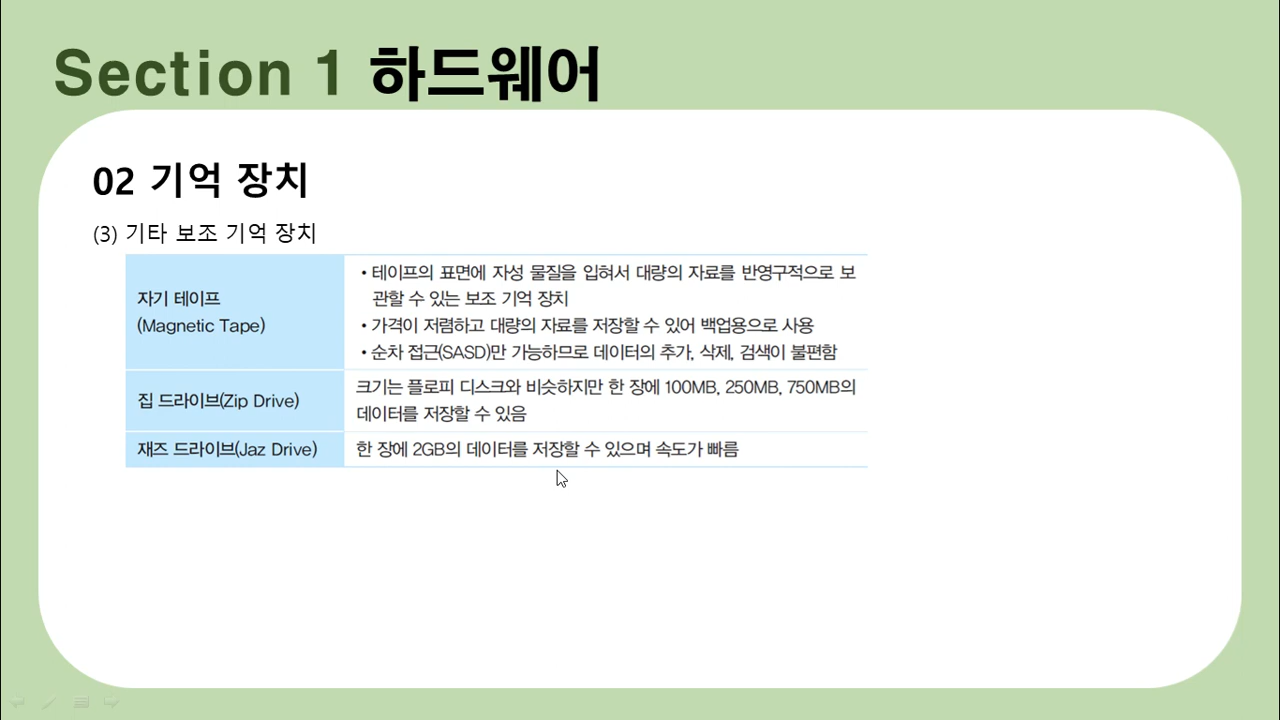 Section 1 하드웨어
02 기억 장치
(3) 기타 보조 기억 장치
자기 테이프
(Magnetic Tape)
• 테이프의 표면에 자성 물질을 입혀서 대량의 자료를 반영구적으로 보
관할 수 있는 보조 기억 장치
• 가격이 저렴하고 대량의 자료를 저장할 수 있어 백업용으로 사용
• 순차 접근(SASD)만 가능하므로 데이터의 추가, 삭제, 검색이 불편함
집 드라이브(Zip Drive)
크기는 플로피 디스크와 비슷하지만 한 장에 100MB, 250MB, 750MB의
데이터를 저장할 수 있음
재즈 드라이브(Jaz Drive)
한 장에 2GB의 데이터를 저장할 수 있으며 속도가 빠름